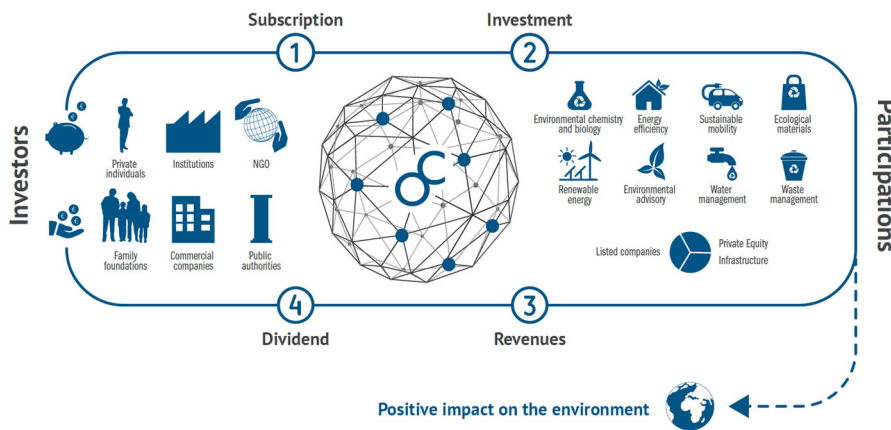 Subscription
Investment
1
2
Investors
Private
individuals
Institutions
NGO
Family
foundations
Commercial
companies
Public
authorities
OC
Environmental chemistry
and biology
Energy
efficiency
Sustainable
mobility
Ecological
materials
Renewable
energy
Environmental
advisory
Water
management
Waste
management
Listed companies
Private Equity
Infrastructure
Participations
4
3
Dividend
Revenues
Positive impact on the environment